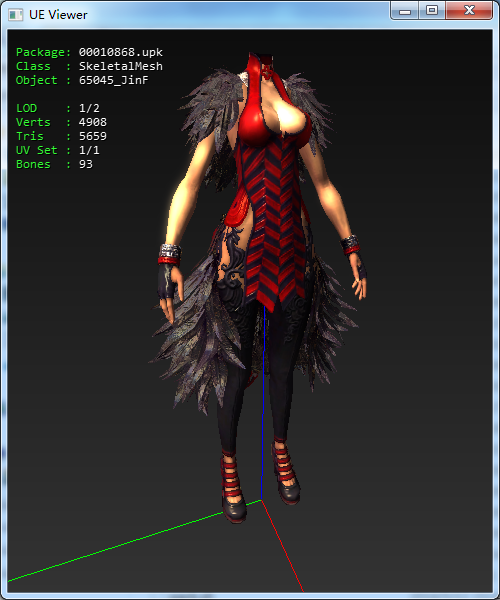 UE Viewer
Package: 00010868.upk
Class : SkeletalMesh
Object : 65045_JinF
LOD : 1/2
Verts : 4908
Tris : 5659
UV Set : 1/1
Bones : 93